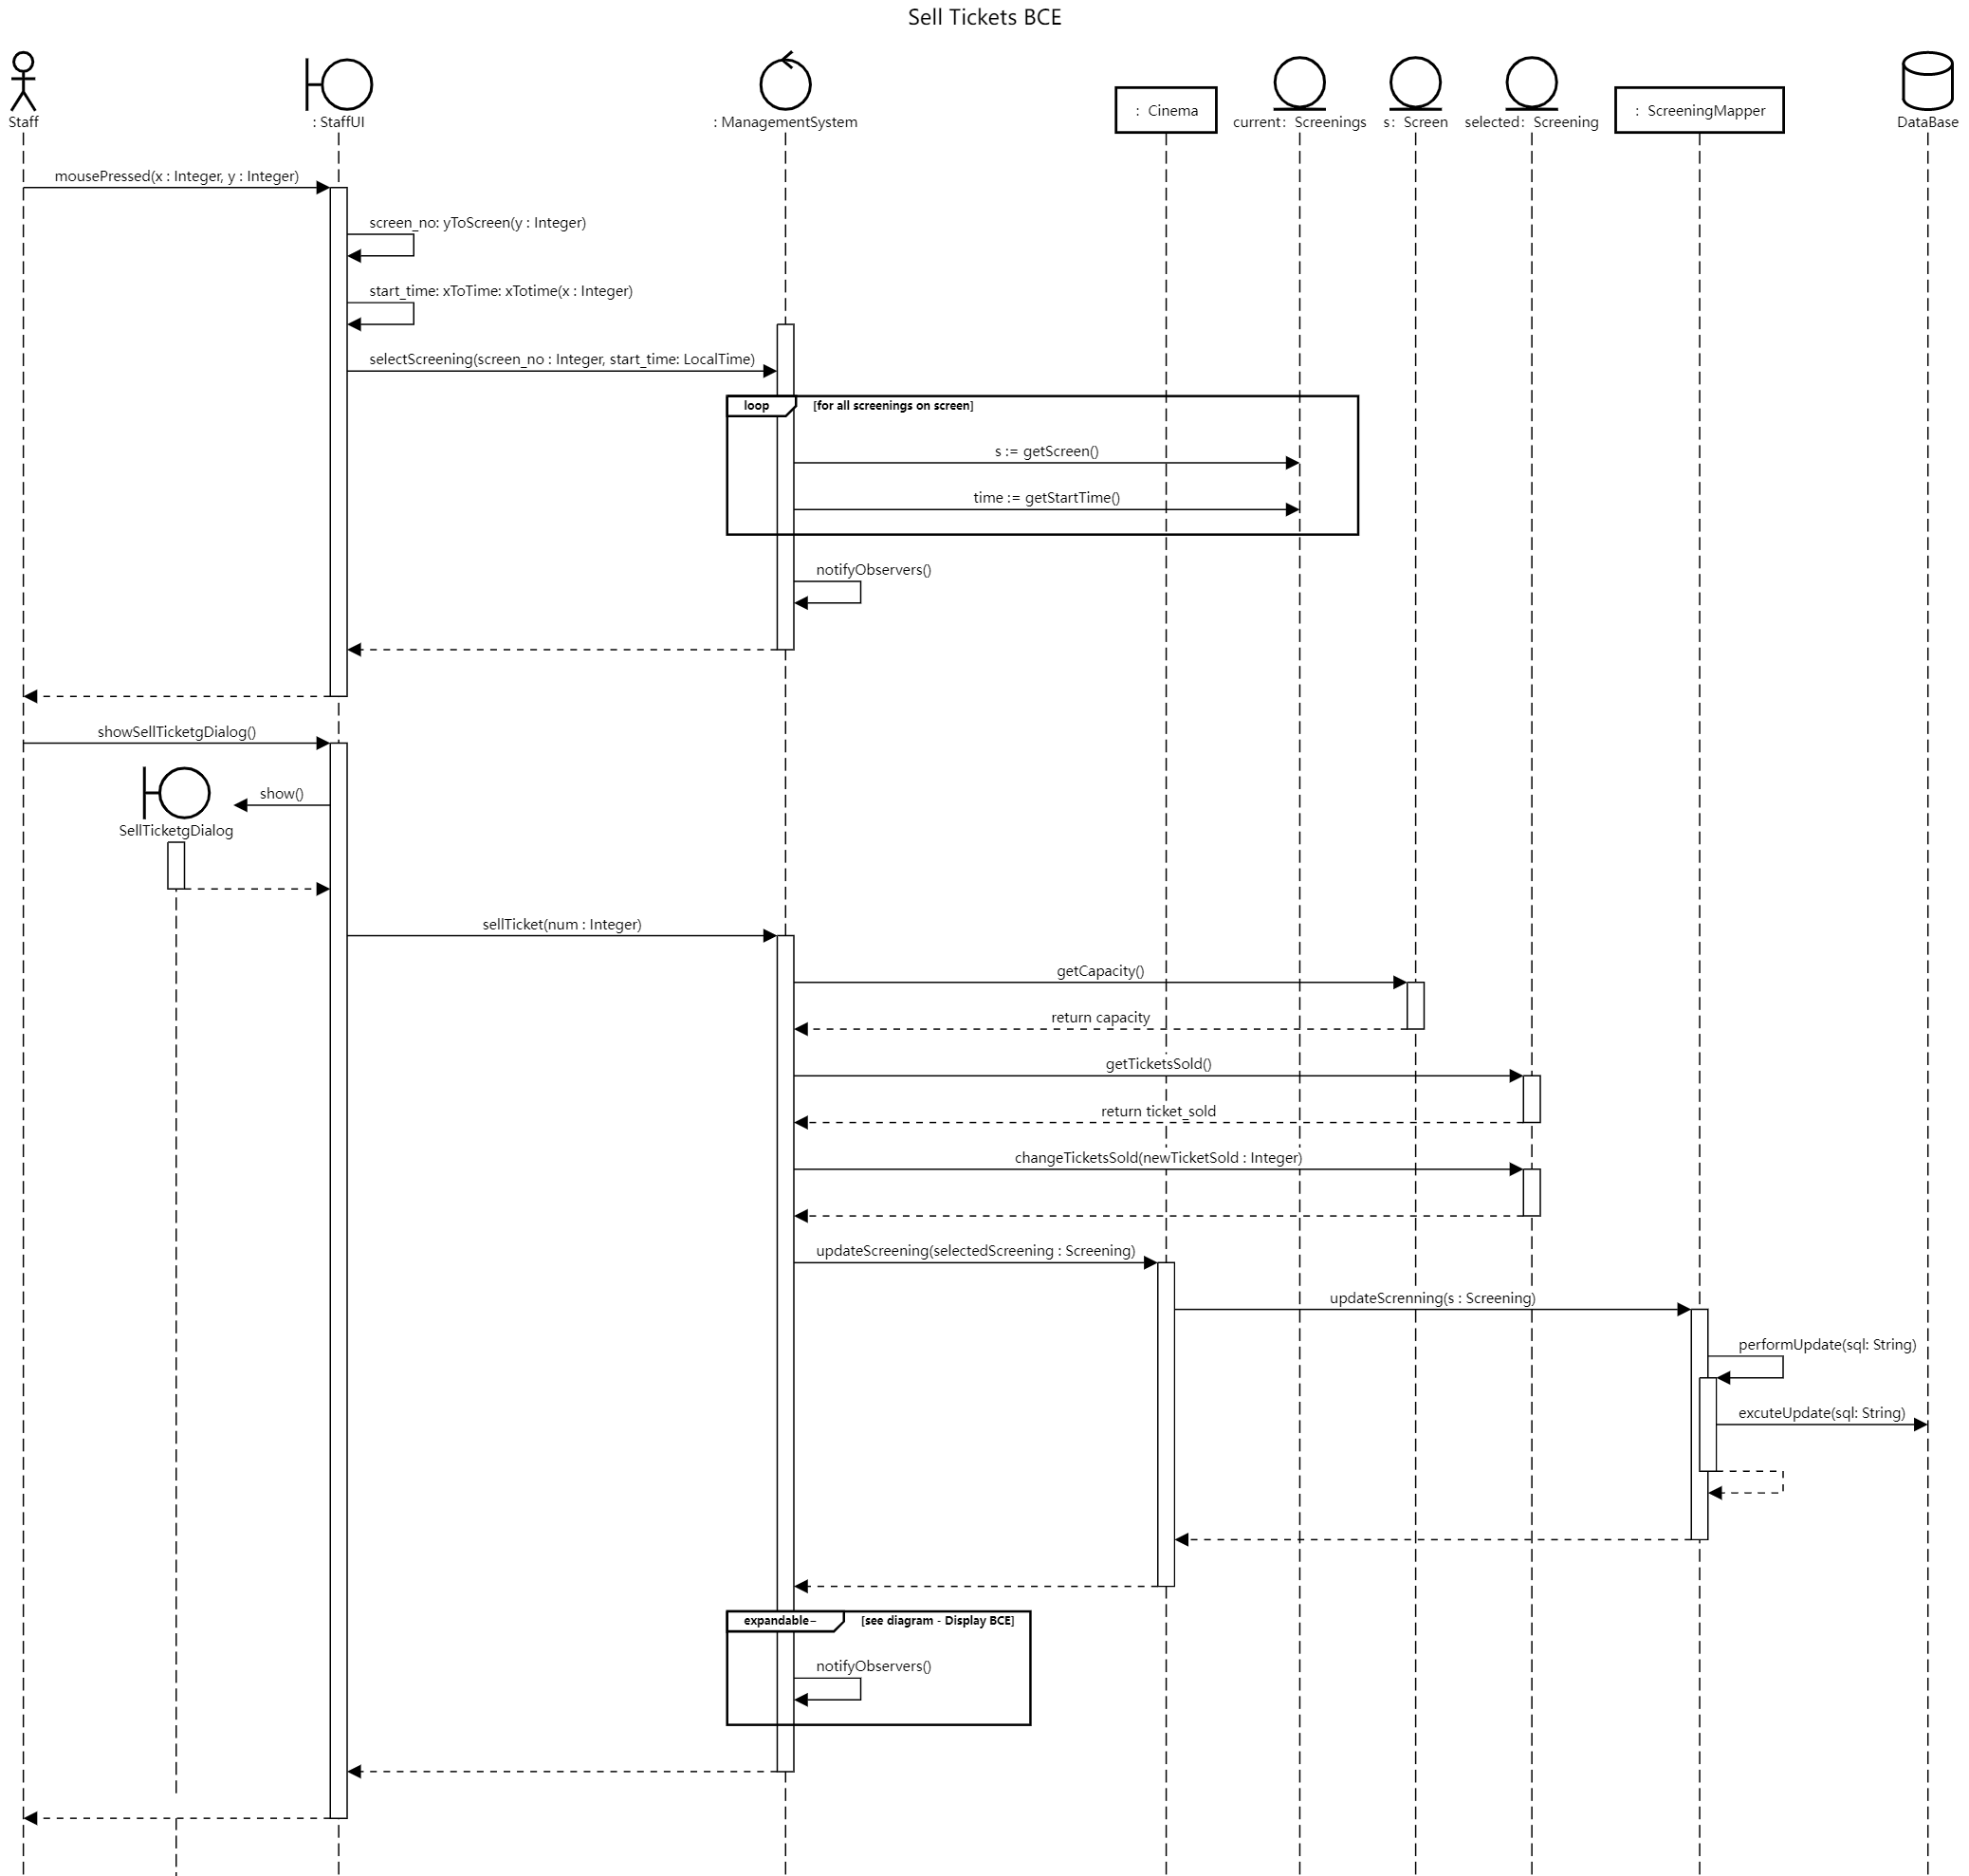 Sell Tickets BCE
Staff
: StaffUI
: ManagementSystem
: Cinema
current: Screenings
s: Screen
selected: Screening
: ScreeningMapper
DataBase
mousePressed(x : Integer, y : Integer)
screen_no: yToScreen(y : Integer)
start_time: xToTime: xTotime(x : Integer)
selectScreening(screen_no : Integer, start_time: LocalTime)
loop [for all screenings on screen]
s := getScreen()
time := getStartTime()
notifyObservers()
showSellTicketgDialog()
show()
SellTicketgDialog
sellTicket(num : Integer)
getCapacity()
return capacity
getTicketsSold()
return ticket_sold
changeTicketsSold(newTicketSold : Integer)
updateScreening(selectedScreening : Screening)
updateScrenning(s : Screening)
performUpdate(sql: String)
excuteUpdate(sql: String)
expandable− [see diagram - Display BCE]
notifyObservers()